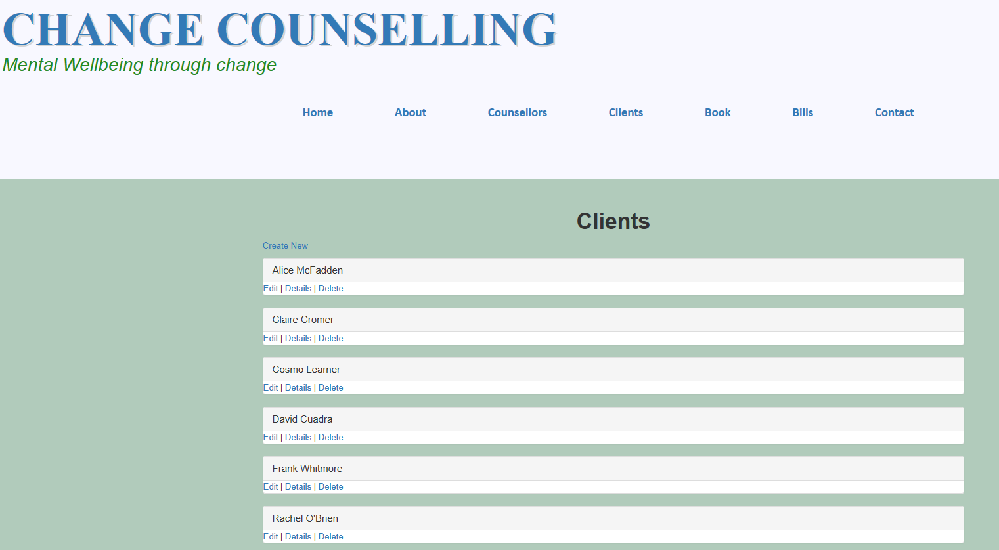 CHANGE COUNSELLING
Mental Wellbeing through change
Home About Counsellors Clients Book Bills Contact
Clients
Create New
Alice McFadden
Edit | Details | Delete
Claire Cromer
Edit | Details | Delete
Cosmo Learner
Edit | Details | Delete
David Cuadra
Edit | Details | Delete
Frank Whitmore
Edit | Details | Delete
Rachel O'Brien
Edit | Details | Delete